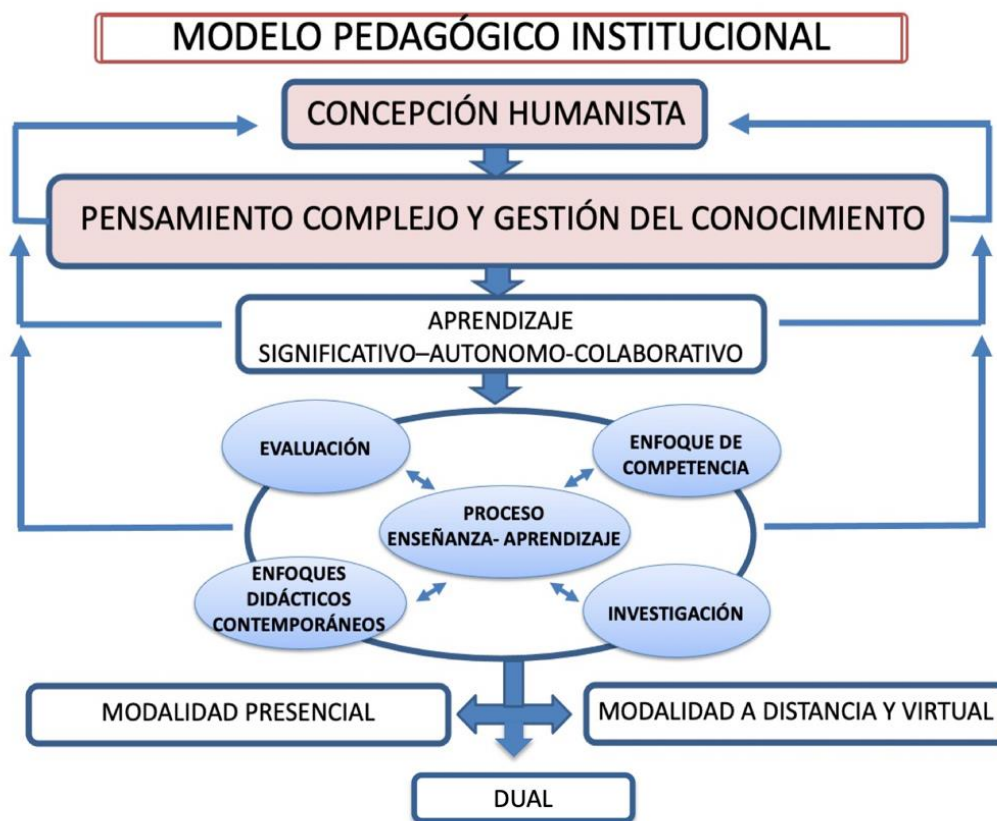 MODELO PEDAGÓGICO INSTITUCIONAL
CONCEPCIÓN HUMANISTA
PENSAMIENTO COMPLEJO Y GESTIÓN DEL CONOCIMIENTO
APRENDIZAJE
SIGNIFICATIVO–AUTONOMO-COLABORATIVO
EVALUACIÓN
ENFOQUE DE
COMPETENCIA
PROCESO
ENSEÑANZA- APRENDIZAJE
ENFOQUES
DIDÁCTICOS
CONTEMPORÁNEOS
INVESTIGACIÓN
MODALIDAD PRESENCIAL
MODALIDAD A DISTANCIA Y VIRTUAL
DUAL